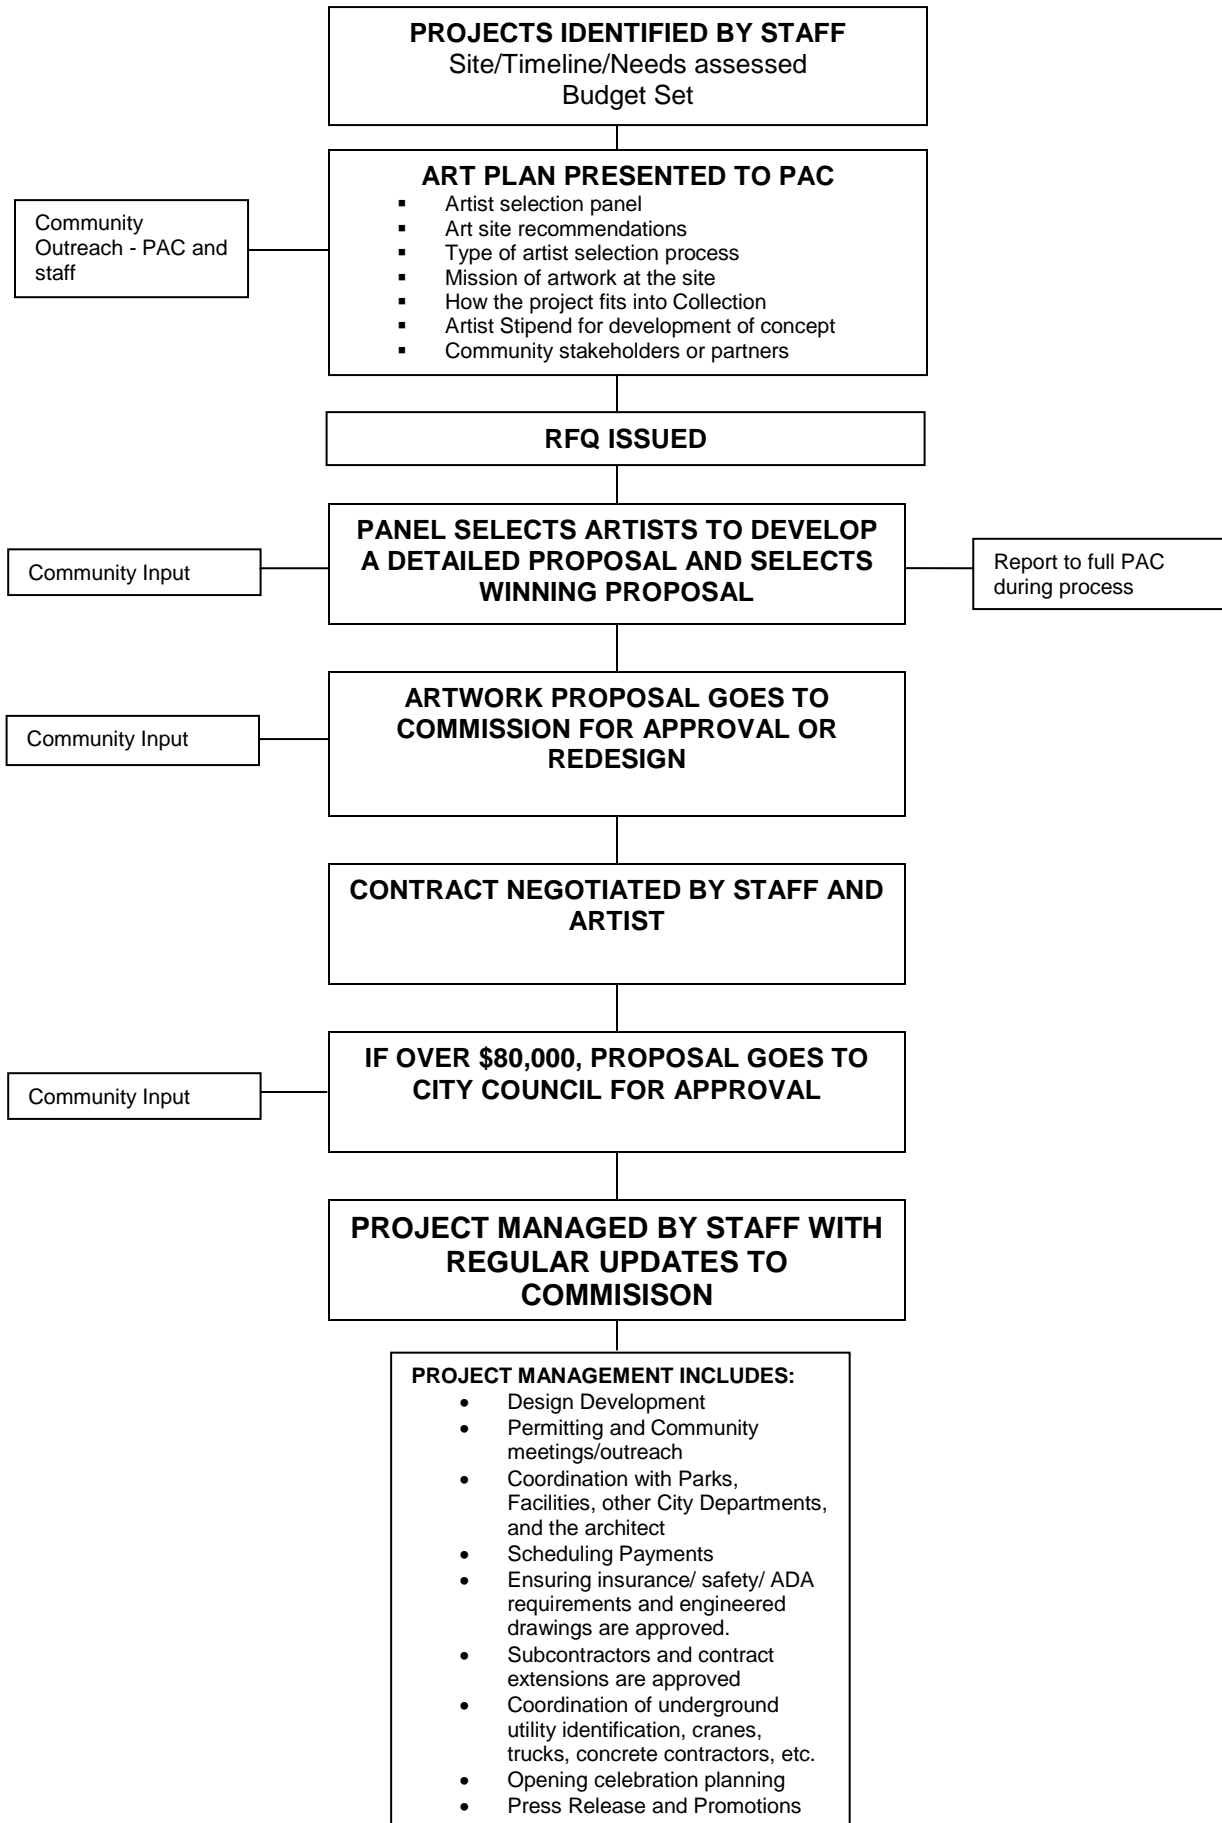 PROJECTS IDENTIFIED BY STAFF
Site/Timeline/Needs assessed
Budget Set
ART PLAN PRESENTED TO PAC
▪ Artist selection panel
▪ Art site recommendations
▪ Type of artist selection process
▪ Mission of artwork at the site
▪ How the project fits into Collection
▪ Artist Stipend for development of concept
▪ Community stakeholders or partners
Community
Outreach - PAC and
staff
RFQ ISSUED
PANEL SELECTS ARTISTS TO DEVELOP
A DETAILED PROPOSAL AND SELECTS
WINNING PROPOSAL
Community Input
Report to full PAC
during process
ARTWORK PROPOSAL GOES TO
COMMISSION FOR APPROVAL OR
REDESIGN
Community Input
CONTRACT NEGOTIATED BY STAFF AND
ARTIST
IF OVER $80,000, PROPOSAL GOES TO
CITY COUNCIL FOR APPROVAL
Community Input
PROJECT MANAGED BY STAFF WITH
REGULAR UPDATES TO
COMMISISON
PROJECT MANAGEMENT INCLUDES:
• Design Development
• Permitting and Community
meetings/outreach
• Coordination with Parks,
Facilities, other City Departments,
and the architect
• Scheduling Payments
• Ensuring insurance/ safety/ ADA
requirements and engineered
drawings are approved.
• Subcontractors and contract
extensions are approved
• Coordination of underground
utility identification, cranes,
trucks, concrete contractors, etc.
• Opening celebration planning
• Press Release and Promotions